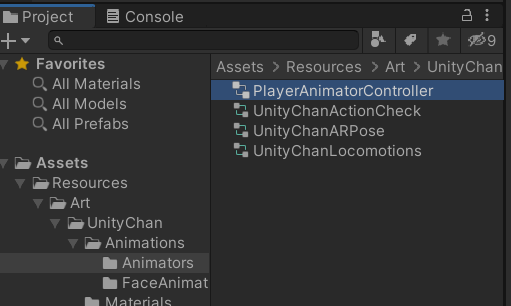 Project Console
9
Favorites
All Materials
All Models
All Prefabs
Assets
Resources
Art
UnityChan
Animations
Animators
FaceAnimat
Materials
Assets > Resources > Art > UnityChan
PlayerAnimatorController
UnityChanActionCheck
UnityChanARPose
UnityChanLocomotions